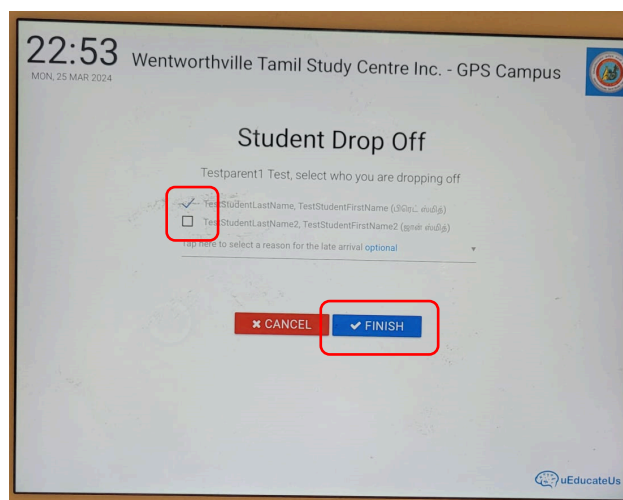 22:53
MON, 25 MAR 2024
Wentworthville Tamil Study Centre Inc. - GPS Campus
Student Drop Off
Testparent1 Test, select who you are dropping off
TestStudentLastName, TestStudentFirstName (பிரெட் ஸ்மித்)
TestStudentLastName2, TestStudentFirstName2 (ஜான் ஸ்மித்)
Tap here to select a reason for the late arrival optional
CANCEL
FINISH
uEducateUs